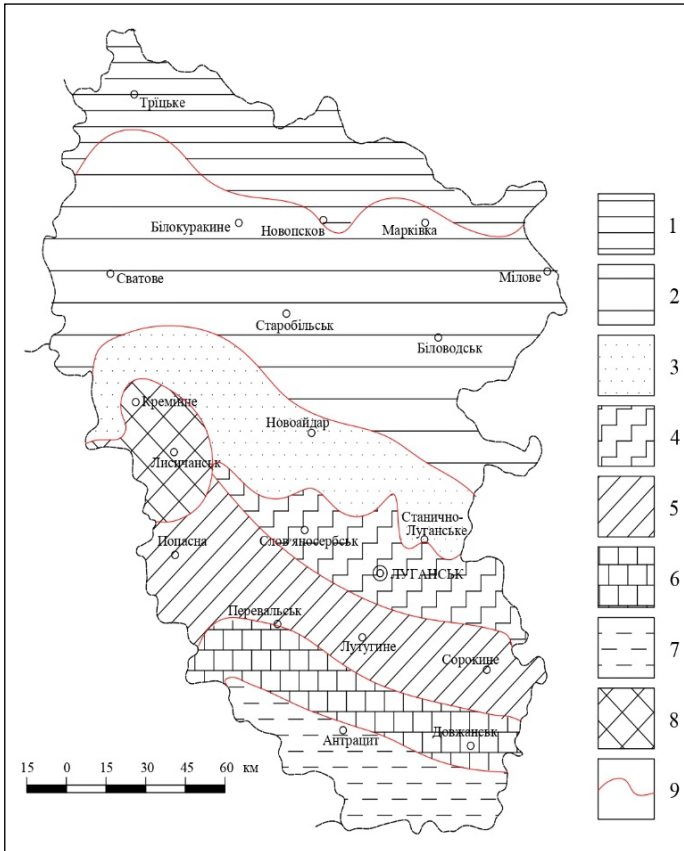 Тріцьке
1
Білокуракине
Новопсков
Марківка
2
Сватове
Мілове
Старобільськ
Біловодськ
3
Кремінне
Новоайдар
4
Лисичанськ
5
Станично-
Луганське
Слов'яносербськ
Попасна
ЛУГАНСЬК
6
Перевальськ
Лутугине
Сорокине
7
Антрацит
Довжанськ
8
15 0 15 30 45 60 км
9